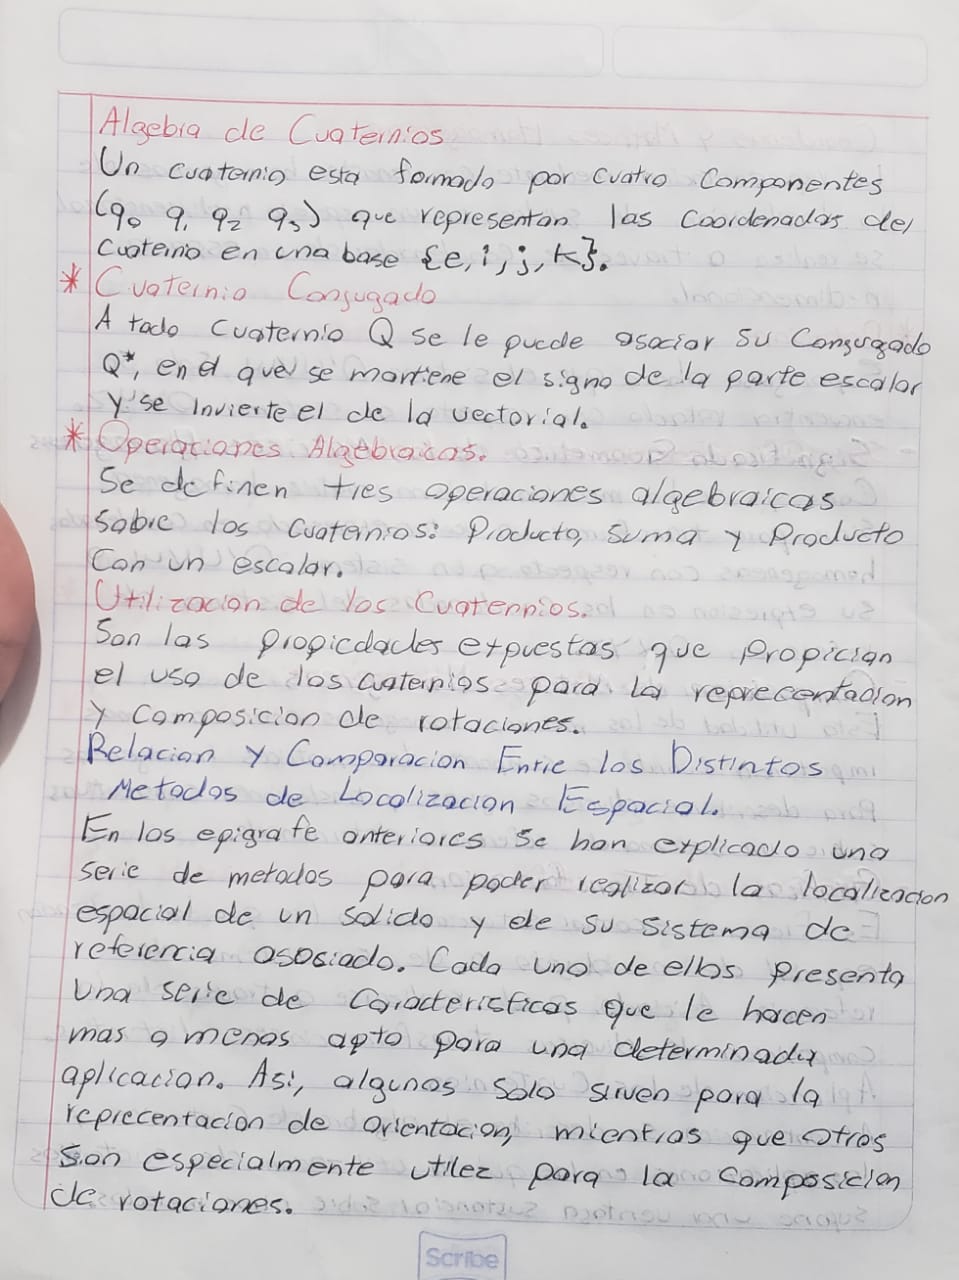 Algebra de Cuaternios
Un cuaternio esta formado por cuatro componentes
(q₀ q₁ q₂ q₃) que representan las coordenadas del
cuaternio en una base {e, i, j, k}.
* Cuaternio Conjugado
A todo cuaternio Q se le puede asociar su Conjugado
Q*, en el que se mantiene el signo de la parte escalar
y se invierte el de la vectorial.
* Operaciones Algebraicas.
Se definen tres operaciones algebraicas
sobre los cuaternios: Producto, suma y Producto
Con un escalar.
Utilizacion de los Cuaternios.
Son las propiedades expuestas que propician
el uso de los cuaternios para la reprecentacion
y composicion de rotaciones.
Relacion y Comparacion Entre los Distintos
Metodos de Localizacion Espacial.
En los epigrafe anteriores se han explicado una
serie de metodos para poder realizar la localizacion
espacial de un solido y de su sistema de
referencia asosiado. Cada uno de ellos presenta
una serie de caracteristicas que le hacen
mas o menos apto para una determinada
aplicacion. Asi, algunos solo sirven para la
reprecentacion de orientacion, mientras que otros
son especialmente utilez para la composicion
de rotaciones.
Scribe